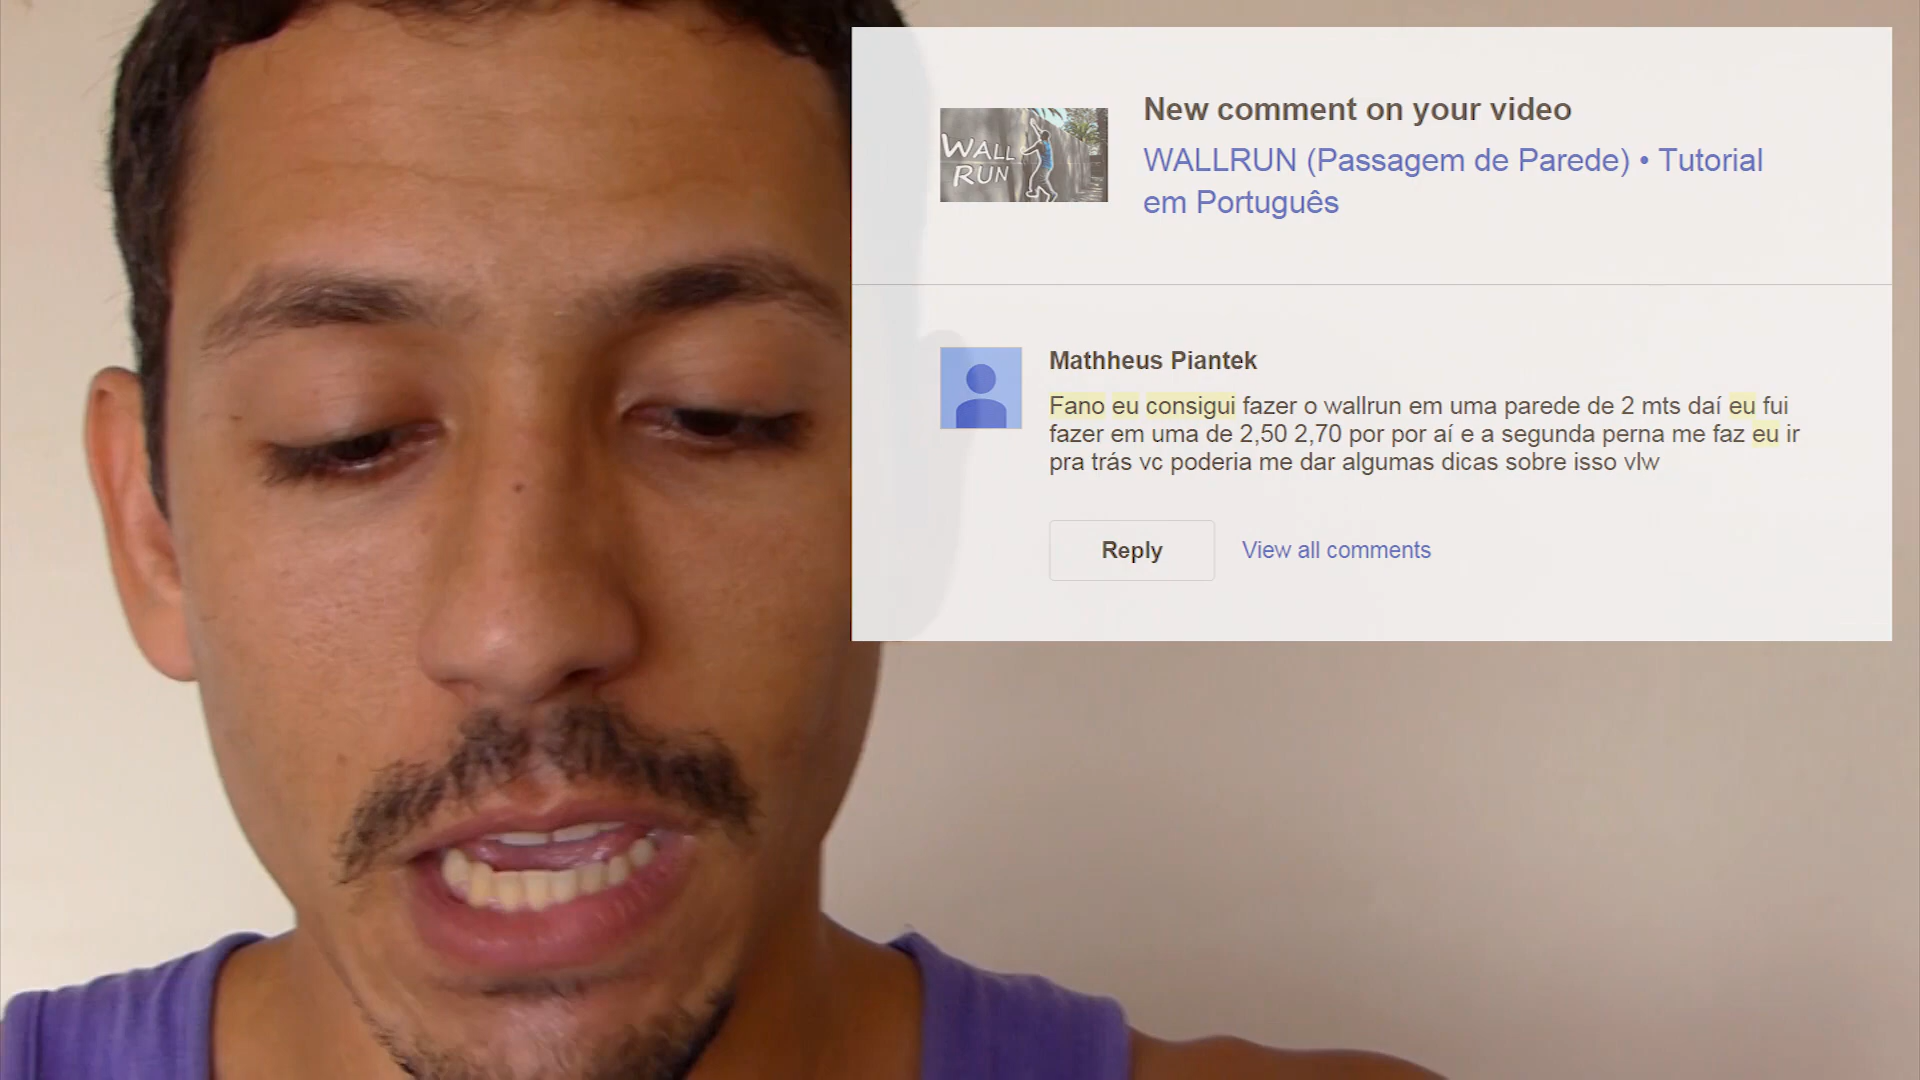 New comment on your video
WALL
RUN
WALLRUN (Passagem de Parede) • Tutorial
em Português
Mathheus Piantek
Fano eu consigui fazer o wallrun em uma parede de 2 mts daí eu fui
fazer em uma de 2,50 2,70 por por aí e a segunda perna me faz eu ir
pra trás vc poderia me dar algumas dicas sobre isso vlw
Reply
View all comments